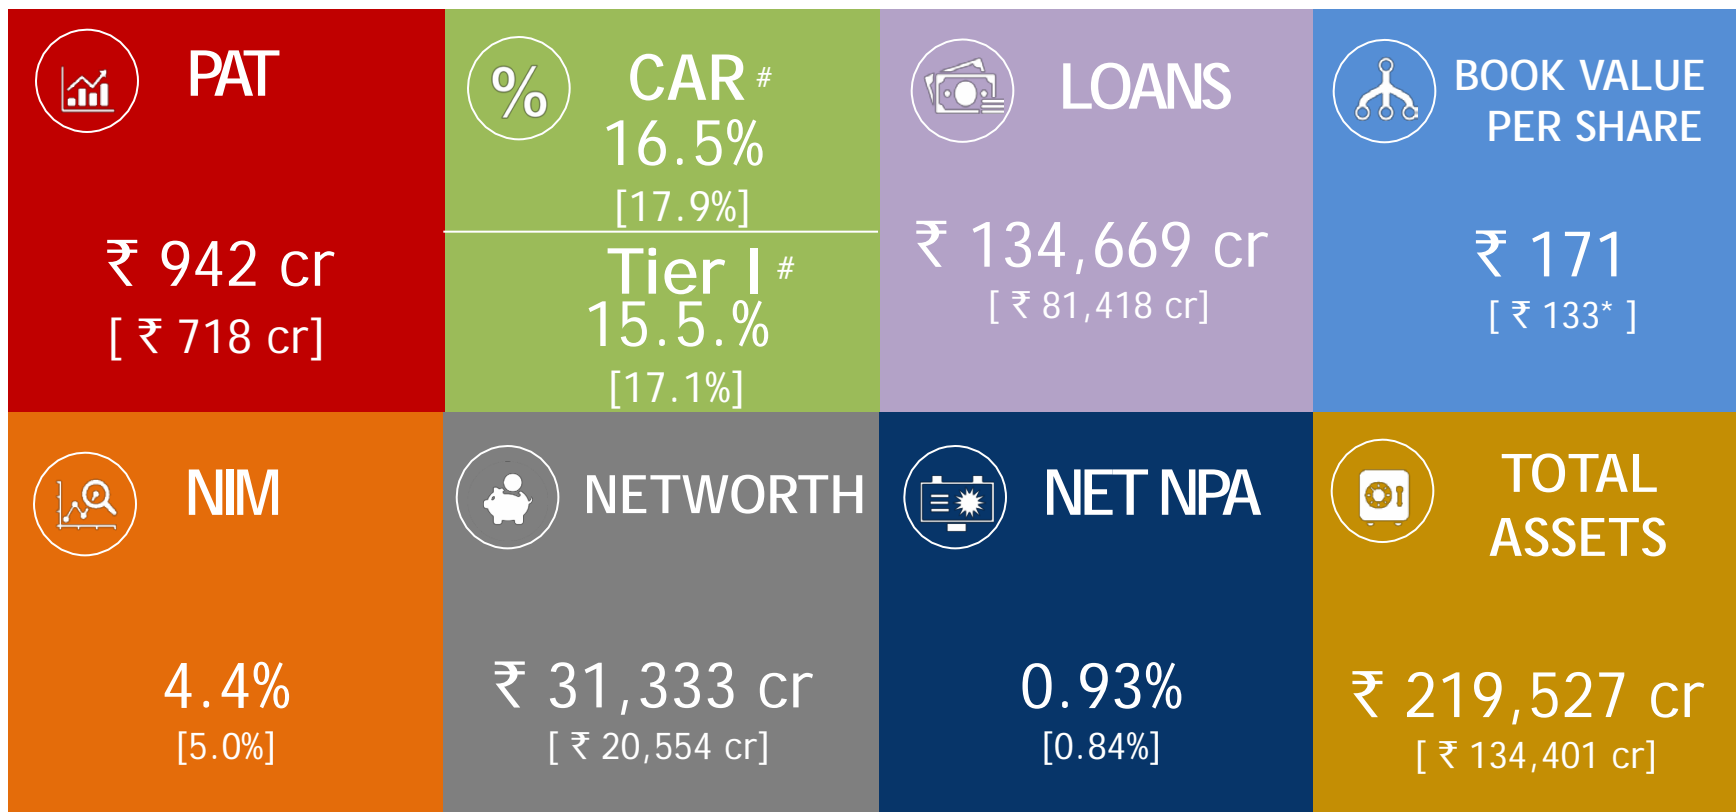 PAT
₹ 942 cr
[ ₹ 718 cr]
CAR #
16.5%
[17.9%]
Tier I #
15.5.%
[17.1%]
LOANS
₹ 134,669 cr
[ ₹ 81,418 cr]
BOOK VALUE
PER SHARE
₹ 171
[ ₹ 133* ]
NIM
4.4%
[5.0%]
NETWORTH
₹ 31,333 cr
[ ₹ 20,554 cr]
NET NPA
0.93%
[0.84%]
TOTAL
ASSETS
₹ 219,527 cr
[ ₹ 134,401 cr]